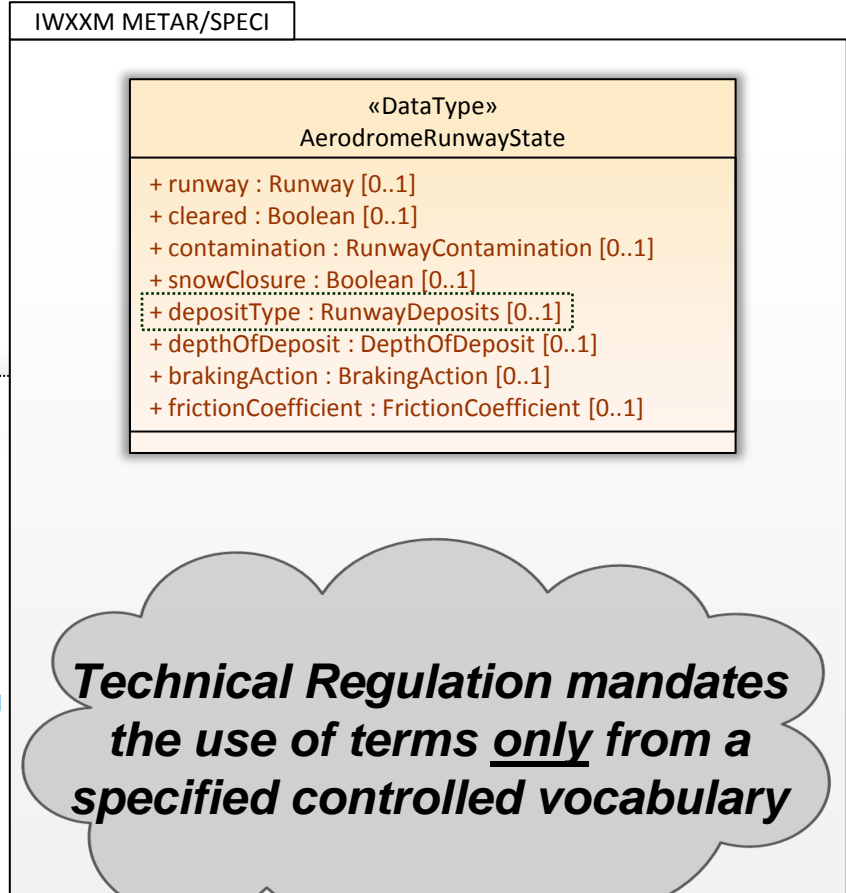 IWXXM METAR/SPECI
«DataType»
AerodromeRunwayState
+ runway : Runway [0..1]
+ cleared : Boolean [0..1]
+ contamination : RunwayContamination [0..1]
+ snowClosure : Boolean [0..1]
+ depositType : RunwayDeposits [0..1]
+ depthOfDeposit : DepthOfDeposit [0..1]
+ brakingAction : BrakingAction [0..1]
+ frictionCoefficient : FrictionCoefficient [0..1]
Technical Regulation mandates
the use of terms only from a
specified controlled vocabulary